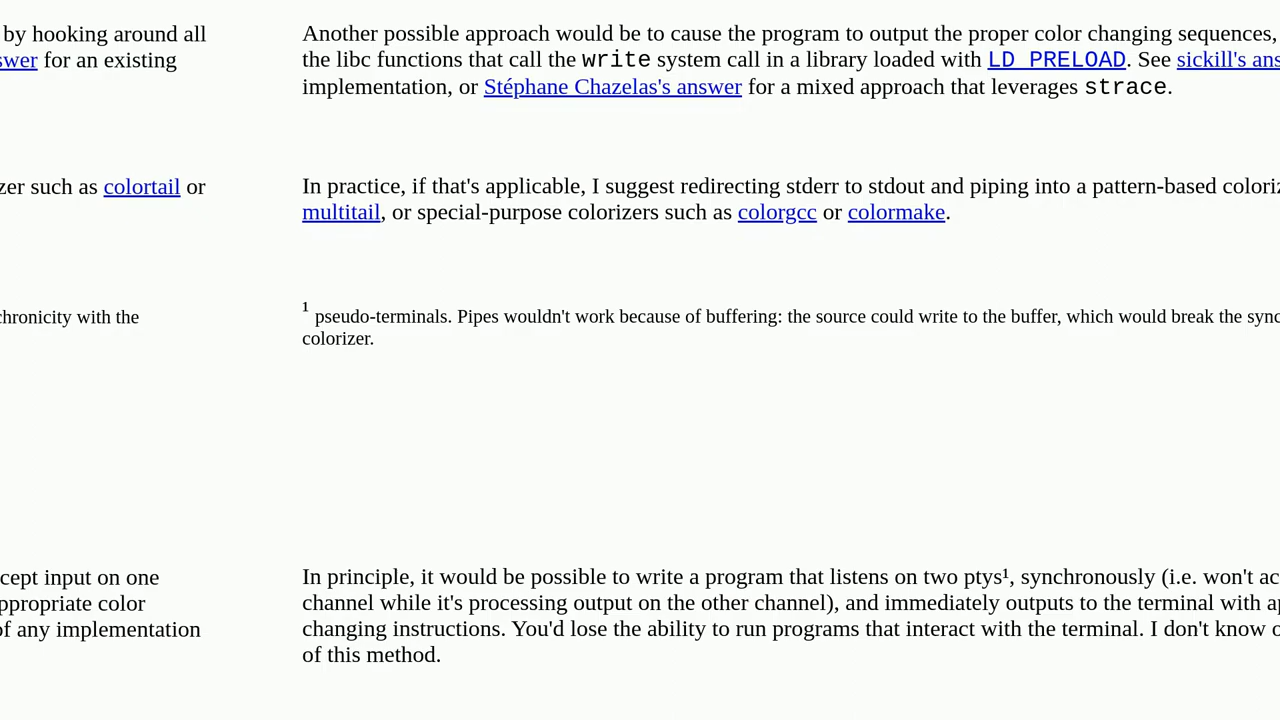 by hooking around all
swer for an existing
zer such as colortail or
chronicity with the
cept input on one
ppropriate color
of any implementation
Another possible approach would be to cause the program to output the proper color changing sequences,
the libc functions that call the write system call in a library loaded with LD_PRELOAD. See sickill's ans
implementation, or Stéphane Chazelas's answer for a mixed approach that leverages strace.
In practice, if that's applicable, I suggest redirecting stderr to stdout and piping into a pattern-based coloriz
multitail, or special-purpose colorizers such as colorgcc or colormake.
¹ pseudo-terminals. Pipes wouldn't work because of buffering: the source could write to the buffer, which would break the sync
colorizer.
In principle, it would be possible to write a program that listens on two ptys¹, synchronously (i.e. won't ac
channel while it's processing output on the other channel), and immediately outputs to the terminal with ap
changing instructions. You'd lose the ability to run programs that interact with the terminal. I don't know o
of this method.